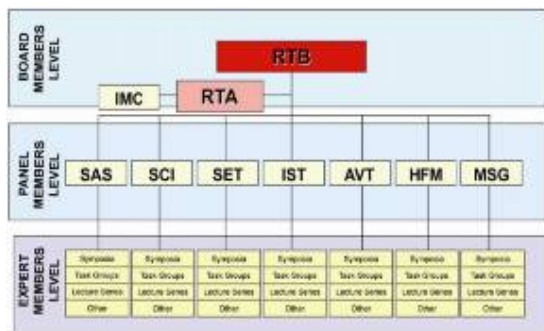 BOARD
MEMBERS
LEVEL
RTB
IMC
RTA
PANEL
MEMBERS
LEVEL
SAS SCI SET IST AVT HFM MSG
EXPERT
MEMBERS
LEVEL
Symposia Symposia Symposia Symposia Symposia Symposia Symposia
Task Groups Task Groups Task Groups Task Groups Task Groups Task Groups Task Groups
Lecture Series Lecture Series Lecture Series Lecture Series Lecture Series Lecture Series Lecture Series
Other Other Other Other Other Other Other